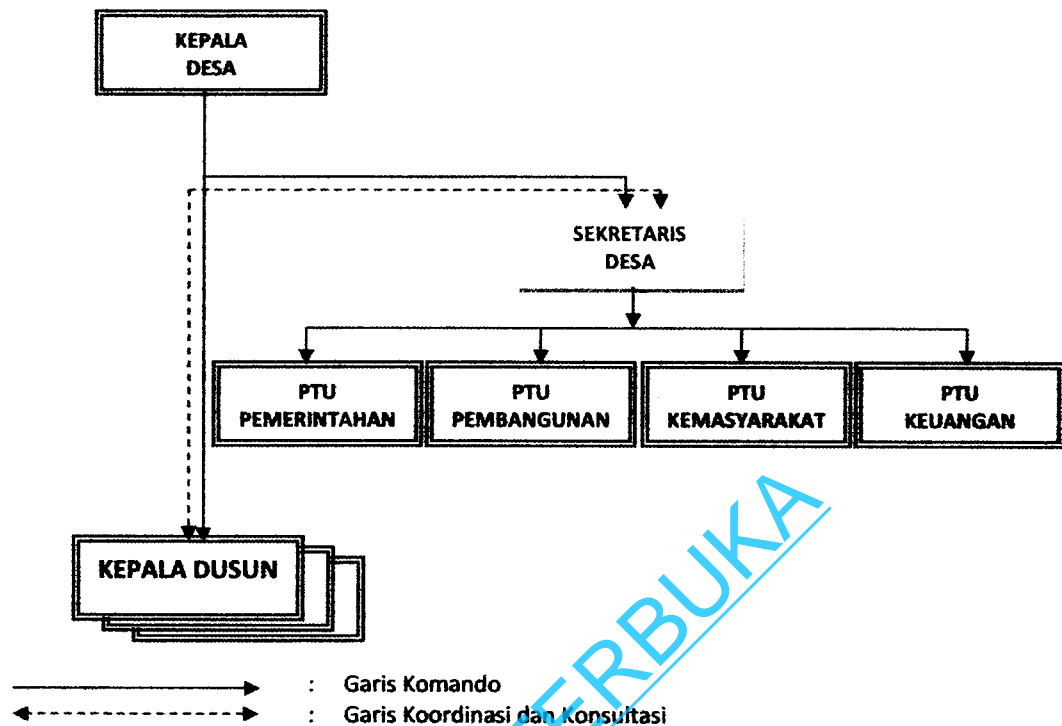 KEPALA
DESA
SEKRETARIS
DESA
PTU
PEMERINTAHAN
PTU
PEMBANGUNAN
PTU
KEMASYARAKAT
PTU
KEUANGAN
KEPALA DUSUN
: Garis Komando
: Garis Koordinasi dan Konsultasi
ERBUKA